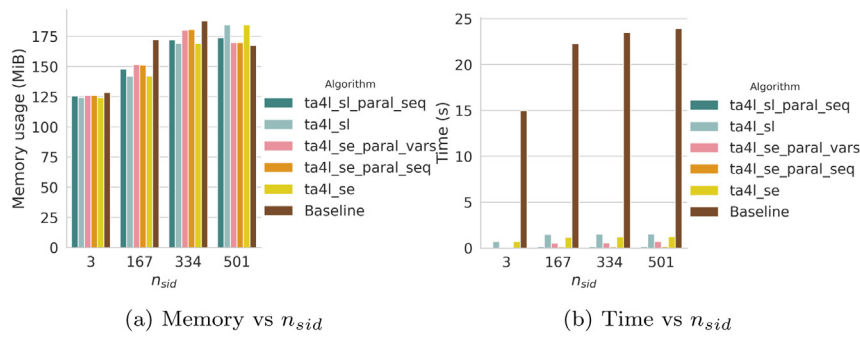 175
150
125
100
75
50
25
0
Memory usage (MiB)
3 167 334 501
n_sid
Algorithm
ta4l_sl_paral_seq
ta4l_sl
ta4l_se_paral_vars
ta4l_se_paral_seq
ta4l_se
Baseline
(a) Memory vs n_sid
25
20
15
10
5
0
Time (s)
3 167 334 501
n_sid
Algorithm
ta4l_sl_paral_seq
ta4l_sl
ta4l_se_paral_vars
ta4l_se_paral_seq
ta4l_se
Baseline
(b) Time vs n_sid